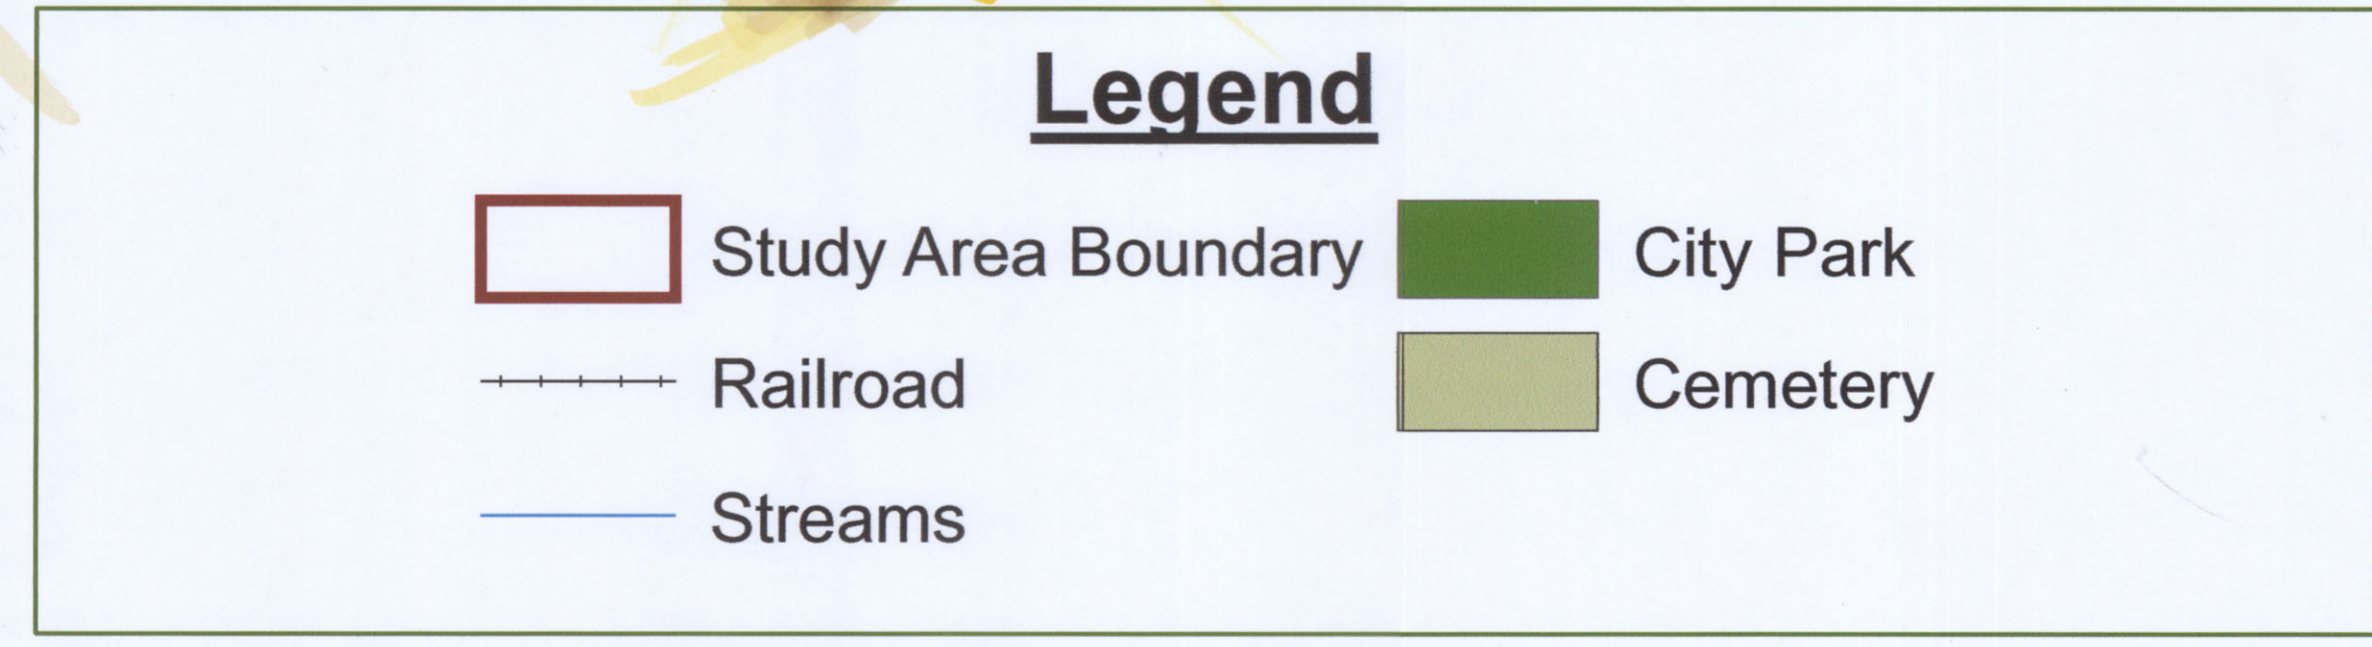 Legend
Study Area Boundary
Railroad
Streams
City Park
Cemetery